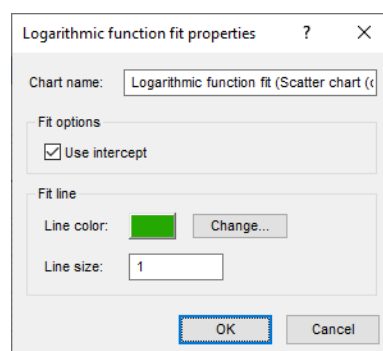 Logarithmic function fit properties ?
Chart name: Logarithmic function fit (Scatter chart (c
Fit options
Use intercept
Fit line
Line color: Change...
Line size: 1
OK Cancel